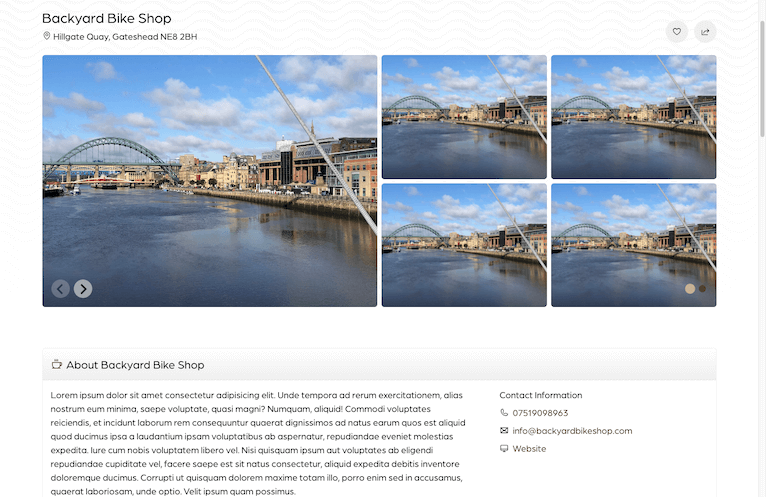 Backyard Bike Shop
Hillgate Quay, Gateshead NE8 2BH
About Backyard Bike Shop
Lorem ipsum dolor sit amet consectetur adipisicing elit. Unde tempora ad rerum exercitationem, alias
nostrum eum minima, saepe voluptate, quasi magni? Numquam, aliquid! Commodi voluptates
reiciendis, et incidunt laborum rem consequuntur quaerat dignissimos ad natus earum quos est aliquid
quod ducimus ipsa a laudantium ipsam voluptatibus ab aspernatur, repudiandae eveniet molestias
expedita. Iure cum nobis voluptatem libero vel. Nisi quisquam ipsum aut voluptates ab eligendi
repudiandae cupiditate vel, facere saepe est sit natus consectetur, aliquid expedita debitis inventore
doloremque ducimus. Corrupti ut quisquam dolorem maxime totam illo, porro enim sed in accusamus,
quaerat laboriosam, unde optio. Velit ipsum quam possimus.
Contact Information
07519098963
info@backyardbikeshop.com
Website